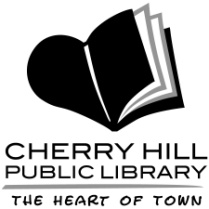 CHERRY HILL
PUBLIC LIBRARY
THE HEART OF TOWN